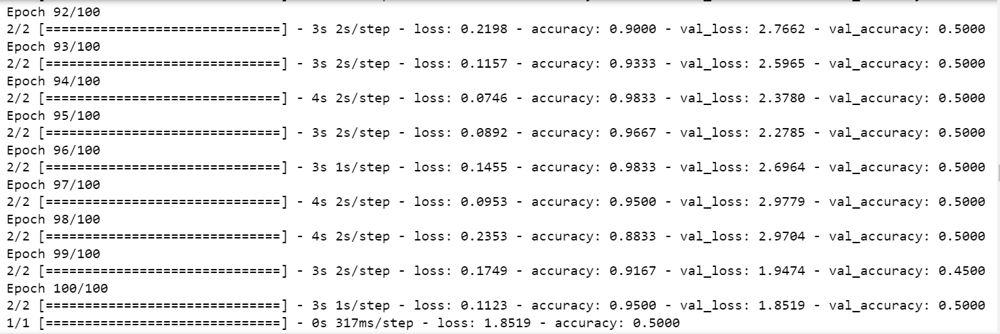 Epoch 92/100
2/2 [==============================] - 3s 2s/step - loss: 0.2198 - accuracy: 0.9000 - val_loss: 2.7662 - val_accuracy: 0.5000
Epoch 93/100
2/2 [==============================] - 3s 2s/step - loss: 0.1157 - accuracy: 0.9333 - val_loss: 2.5965 - val_accuracy: 0.5000
Epoch 94/100
2/2 [==============================] - 4s 2s/step - loss: 0.0746 - accuracy: 0.9833 - val_loss: 2.3780 - val_accuracy: 0.5000
Epoch 95/100
2/2 [==============================] - 3s 2s/step - loss: 0.0892 - accuracy: 0.9667 - val_loss: 2.2785 - val_accuracy: 0.5000
Epoch 96/100
2/2 [==============================] - 3s 1s/step - loss: 0.1455 - accuracy: 0.9833 - val_loss: 2.6964 - val_accuracy: 0.5000
Epoch 97/100
2/2 [==============================] - 4s 2s/step - loss: 0.0953 - accuracy: 0.9500 - val_loss: 2.9779 - val_accuracy: 0.5000
Epoch 98/100
2/2 [==============================] - 4s 2s/step - loss: 0.2353 - accuracy: 0.8833 - val_loss: 2.9704 - val_accuracy: 0.5000
Epoch 99/100
2/2 [==============================] - 3s 2s/step - loss: 0.1749 - accuracy: 0.9167 - val_loss: 1.9474 - val_accuracy: 0.4500
Epoch 100/100
2/2 [==============================] - 3s 1s/step - loss: 0.1123 - accuracy: 0.9500 - val_loss: 1.8519 - val_accuracy: 0.5000
1/1 [==============================] - 0s 317ms/step - loss: 1.8519 - accuracy: 0.5000